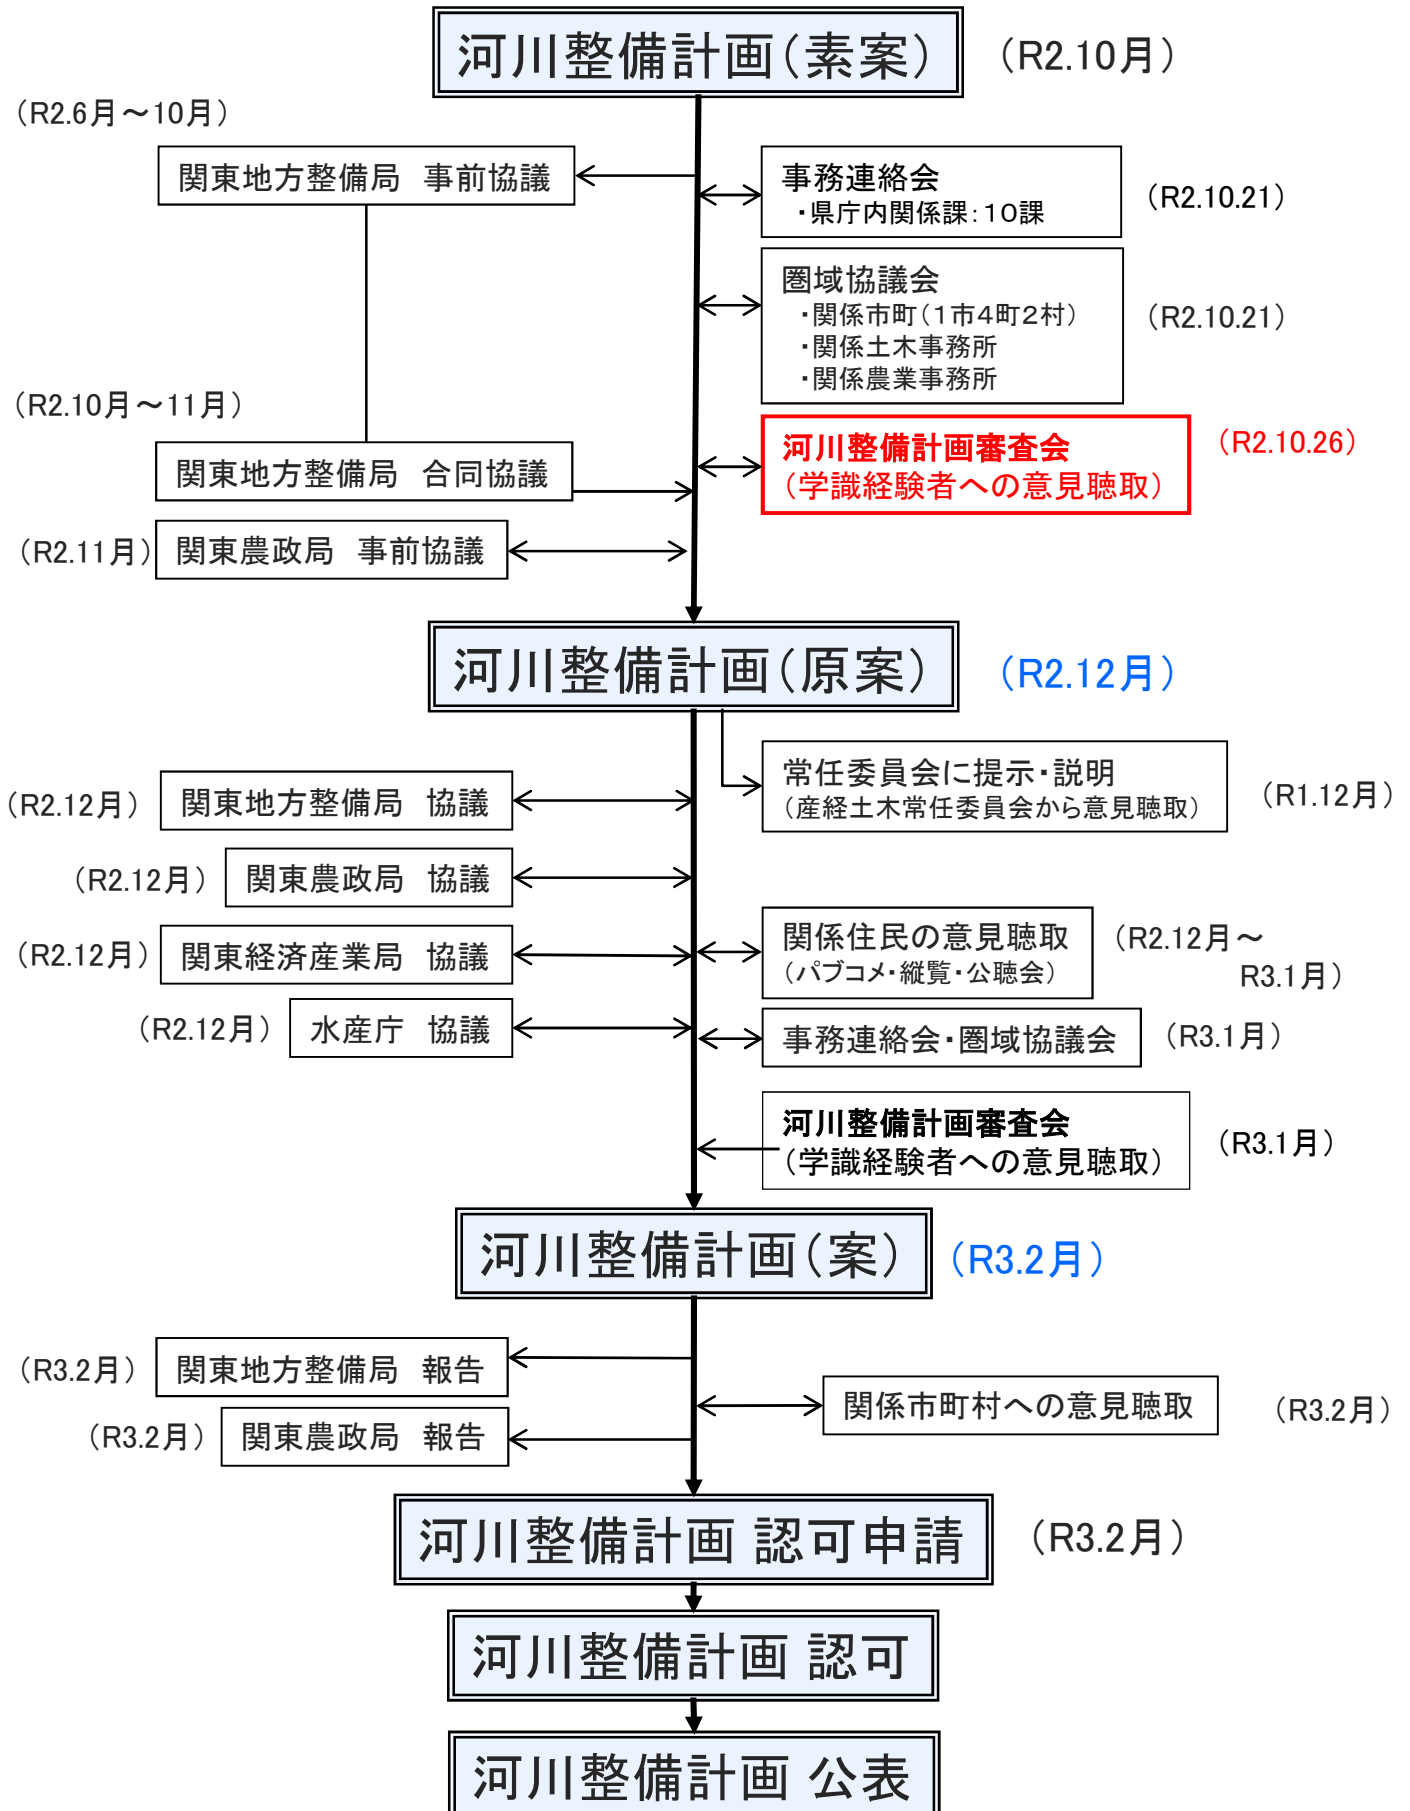 河川整備計画（素案）
（R2.10月）
（R2.6月～10月）
関東地方整備局　事前協議
事務連絡会
・県庁内関係課：１０課
（R2.10.21）
圏域協議会
・関係市町（１市４町２村）
・関係土木事務所
・関係農業事務所
（R2.10.21）
（R2.10月～11月）
関東地方整備局　合同協議
河川整備計画審査会
（学識経験者への意見聴取）
（R2.10.26）
（R2.11月）
関東農政局　事前協議
河川整備計画（原案）
（R2.12月）
常任委員会に提示・説明
（産経土木常任委員会から意見聴取）
（R1.12月）
（R2.12月）
関東地方整備局　協議
（R2.12月）
関東農政局　協議
（R2.12月）
関東経済産業局　協議
関係住民の意見聴取
（パブコメ・縦覧・公聴会）
（R2.12月～
R3.1月）
（R2.12月）
水産庁　協議
事務連絡会・圏域協議会
（R3.1月）
河川整備計画審査会
（学識経験者への意見聴取）
（R3.1月）
河川整備計画（案）
（R3.2月）
（R3.2月）
関東地方整備局　報告
関係市町村への意見聴取
（R3.2月）
（R3.2月）
関東農政局　報告
河川整備計画 認可申請
（R3.2月）
河川整備計画 認可
河川整備計画 公表